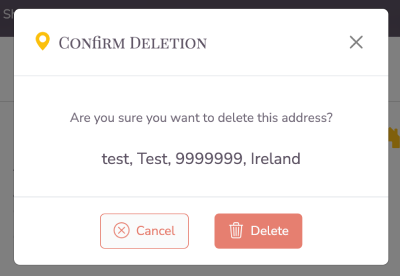 Confirm Deletion
Are you sure you want to delete this address?
test, Test, 9999999, Ireland
Cancel
Delete